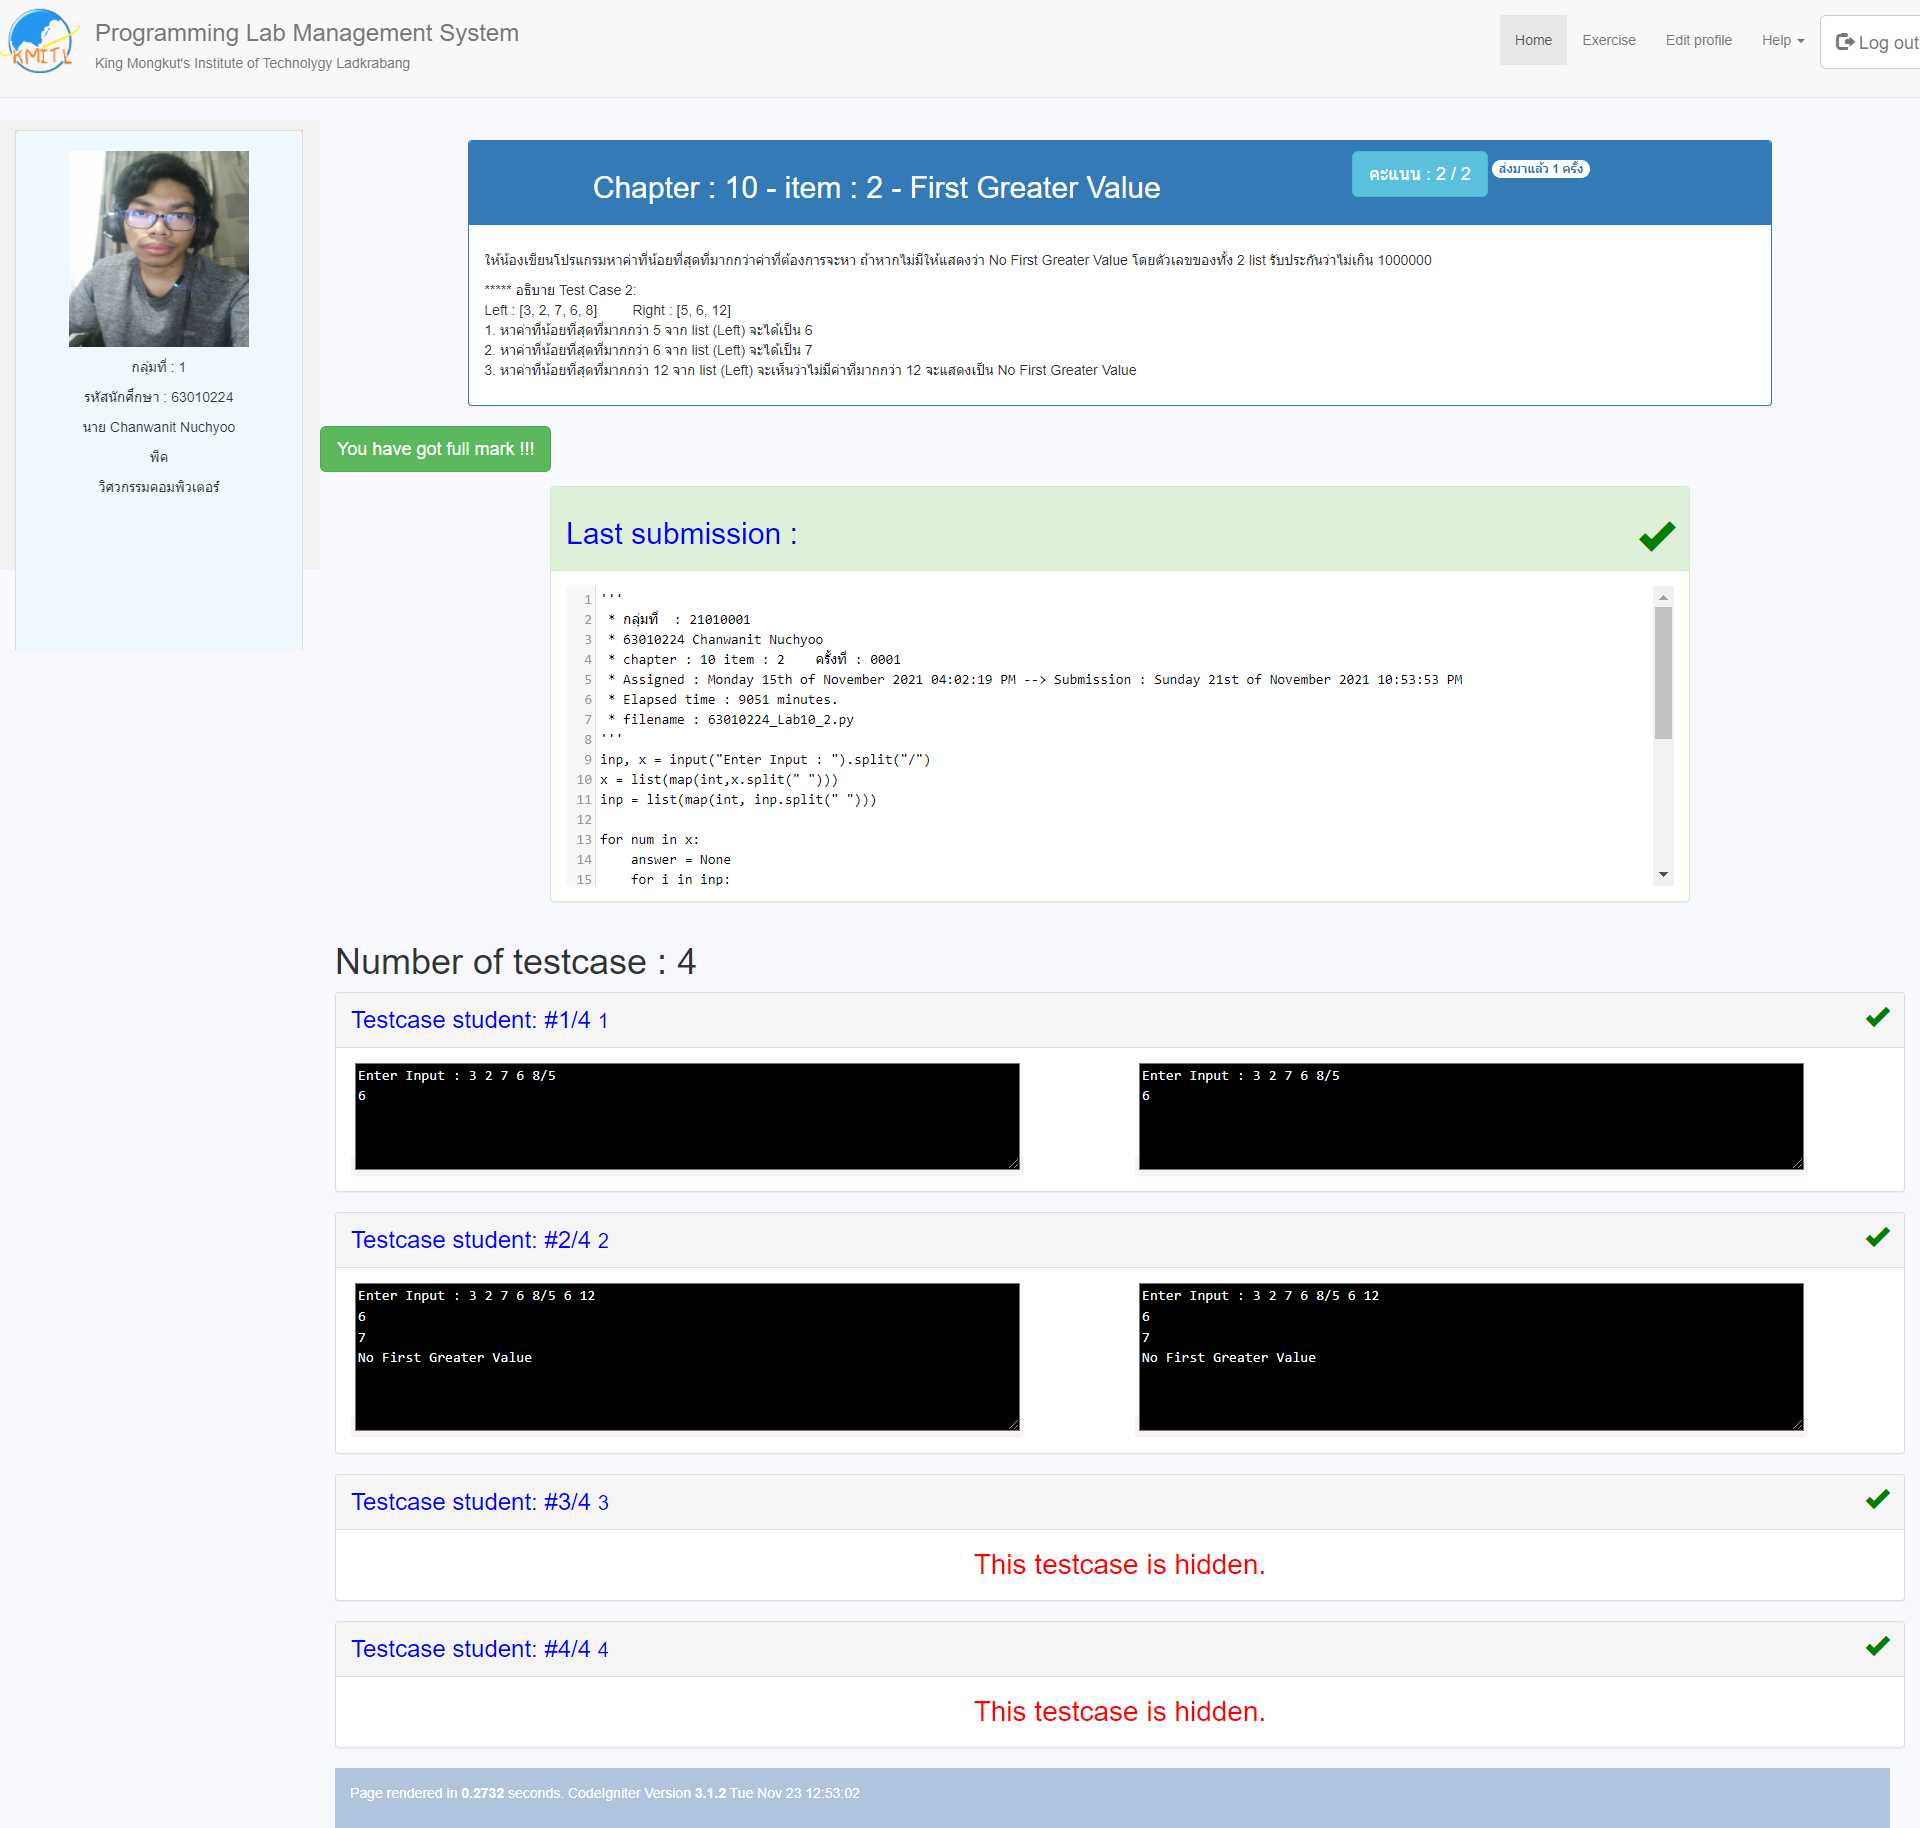 KMITL
Programming Lab Management System
King Mongkut's Institute of Technolygy Ladkrabang
Home
Exercise
Edit profile
Help
Log out
กลุ่มที่ : 1
รหัสนักศึกษา : 63010224
นาย Chanwanit Nuchyoo
พีค
วิศวกรรมคอมพิวเตอร์
Chapter : 10 - item : 2 - First Greater Value
คะแนน : 2 / 2
ส่งมาแล้ว 1 ครั้ง
ให้น้องเขียนโปรแกรมหาค่าที่น้อยที่สุดที่มากกว่าค่าที่ต้องการจะหา ถ้าหากไม่มีให้แสดงว่า No First Greater Value โดยตัวเลขของทั้ง 2 list รับประกันว่าไม่เกิน 1000000
***** อธิบาย Test Case 2:
Left : [3, 2, 7, 6, 8] Right : [5, 6, 12]
1. หาค่าที่น้อยที่สุดที่มากกว่า 5 จาก list (Left) จะได้เป็น 6
2. หาค่าที่น้อยที่สุดที่มากกว่า 6 จาก list (Left) จะได้เป็น 7
3. หาค่าที่น้อยที่สุดที่มากกว่า 12 จาก list (Left) จะเห็นว่าไม่มีค่าที่มากกว่า 12 จะแสดงเป็น No First Greater Value
You have got full mark !!!
Last submission :
1 '''
2 * กลุ่มที่ : 21010001
3 * 63010224 Chanwanit Nuchyoo
4 * chapter : 10 item : 2 ครั้งที่ : 0001
5 * Assigned : Monday 15th of November 2021 04:02:19 PM --> Submission : Sunday 21st of November 2021 10:53:53 PM
6 * Elapsed time : 9051 minutes.
7 * filename : 63010224_Lab10_2.py
8 '''
9 inp, x = input("Enter Input : ").split("/")
10 x = list(map(int,x.split(" ")))
11 inp = list(map(int, inp.split(" ")))
12
13 for num in x:
14 answer = None
15 for i in inp:
Number of testcase : 4
Testcase student: #1/4 1
Enter Input : 3 2 7 6 8/5
6
Enter Input : 3 2 7 6 8/5
6
Testcase student: #2/4 2
Enter Input : 3 2 7 6 8/5 6 12
6
7
No First Greater Value
Enter Input : 3 2 7 6 8/5 6 12
6
7
No First Greater Value
Testcase student: #3/4 3
This testcase is hidden.
Testcase student: #4/4 4
This testcase is hidden.
Page rendered in 0.2732 seconds. CodeIgniter Version 3.1.2 Tue Nov 23 12:53:02